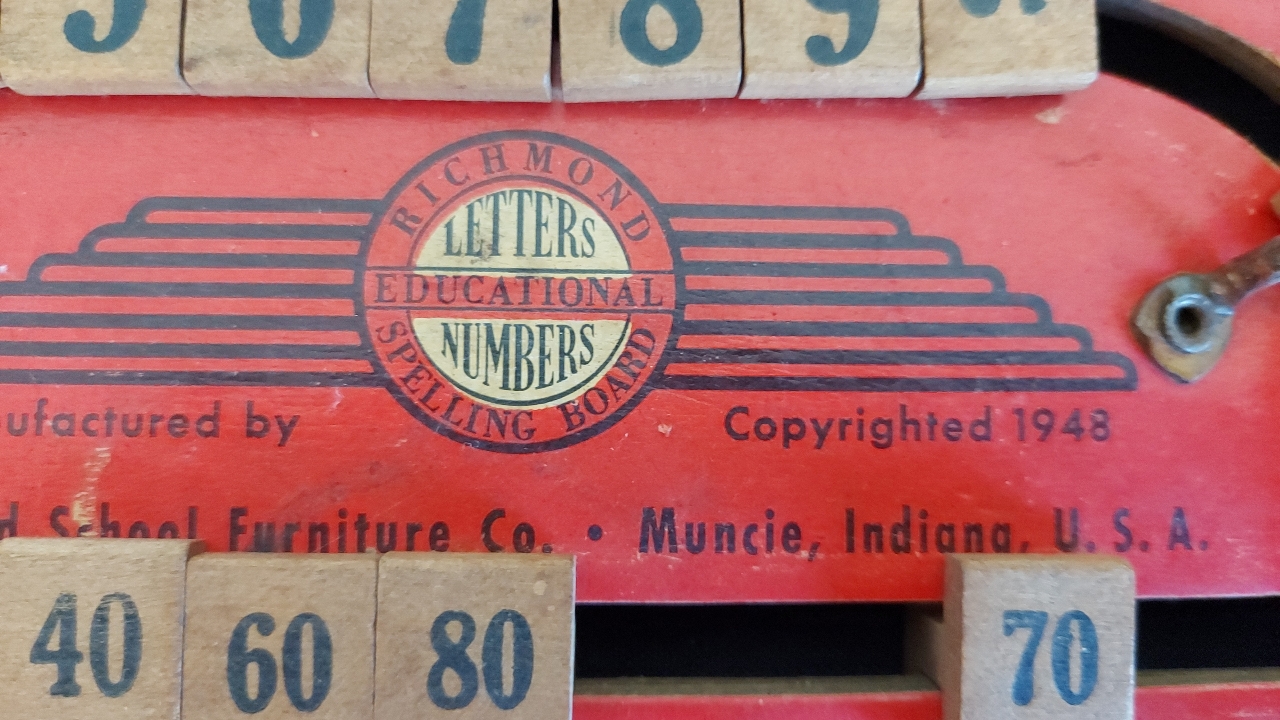 5 6 7 8 9
RICHMOND
LETTERS
EDUCATIONAL
NUMBERS
SPELLING BOARD
ufactured by Copyrighted 1948
d School Furniture Co. • Muncie, Indiana, U. S. A.
40 60 80 70